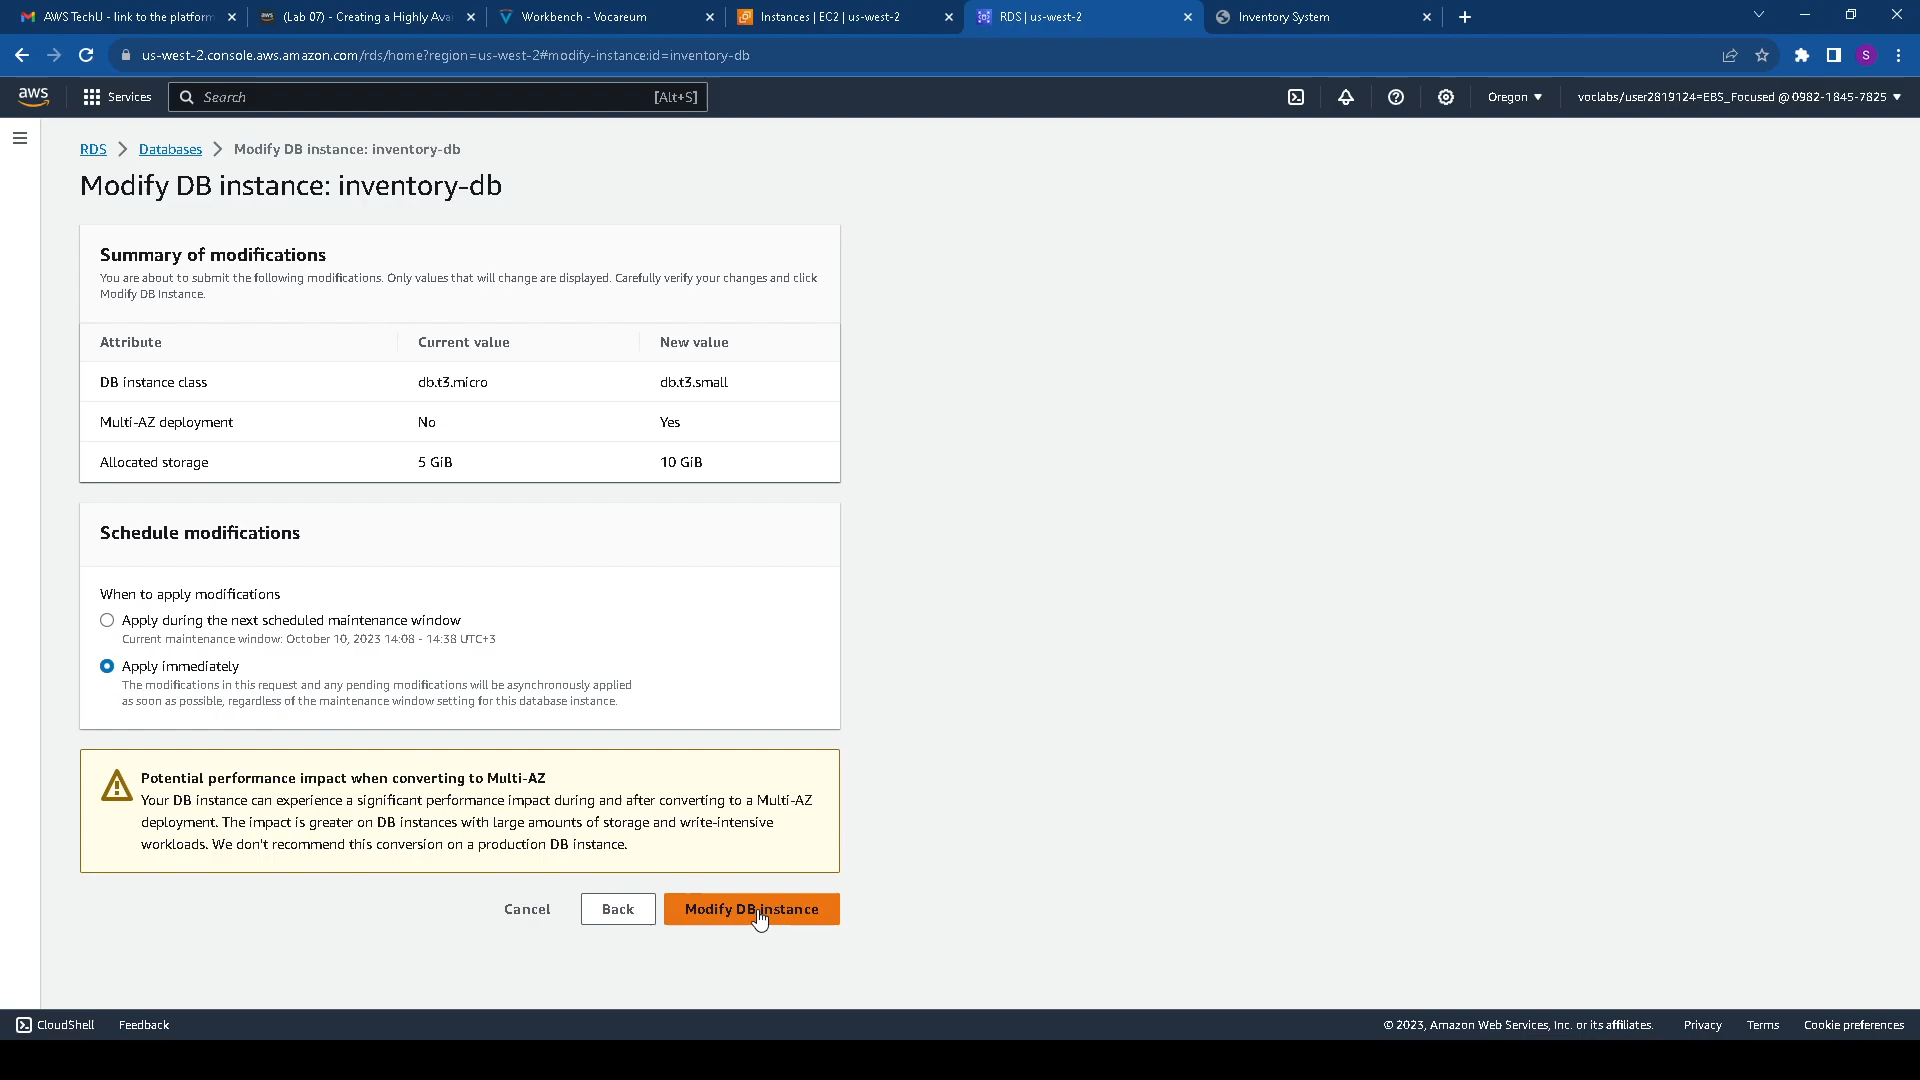 AWS TechU - link to the platform
(Lab 07) - Creating a Highly Avai
Workbench - Vocareum
Instances | EC2 | us-west-2
RDS | us-west-2
Inventory System
us-west-2.console.aws.amazon.com/rds/home?region=us-west-2#modify-instance:id=inventory-db
S
aws
Services
Search
[Alt+S]
Oregon
voclabs/user2819124=EBS_Focused @ 0982-1845-7825
RDS
Databases
Modify DB instance: inventory-db
Modify DB instance: inventory-db
Summary of modifications
You are about to submit the following modifications. Only values that will change are displayed. Carefully verify your changes and click
Modify DB Instance.
Attribute Current value New value
DB instance class db.t3.micro db.t3.small
Multi-AZ deployment No Yes
Allocated storage 5 GiB 10 GiB
Schedule modifications
When to apply modifications
Apply during the next scheduled maintenance window
Current maintenance window: October 10, 2023 14:08 - 14:38 UTC+3
Apply immediately
The modifications in this request and any pending modifications will be asynchronously applied
as soon as possible, regardless of the maintenance window setting for this database instance.
Potential performance impact when converting to Multi-AZ
Your DB instance can experience a significant performance impact during and after converting to a Multi-AZ
deployment. The impact is greater on DB instances with large amounts of storage and write-intensive
workloads. We don't recommend this conversion on a production DB instance.
Cancel
Back
Modify DB instance
CloudShell
Feedback
© 2023, Amazon Web Services, Inc. or its affiliates.
Privacy
Terms
Cookie preferences